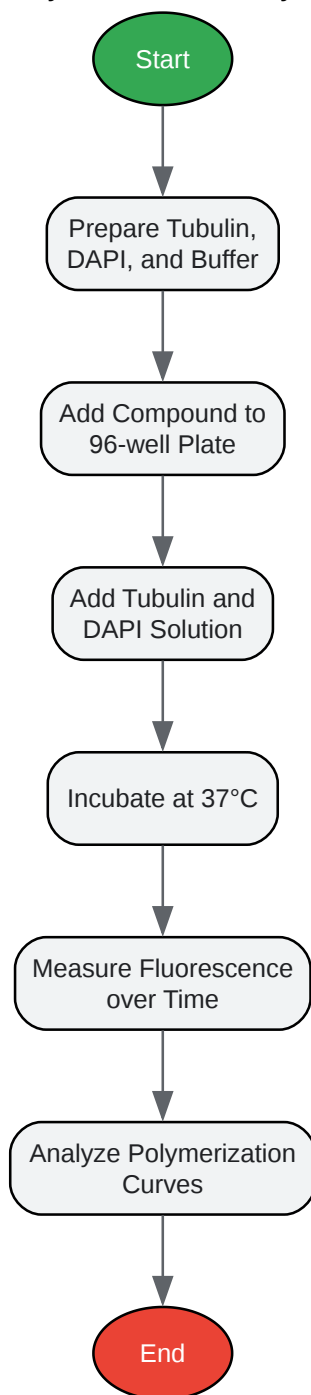 Start
Prepare Tubulin,
DAPI, and Buffer
Add Compound to
96-well Plate
Add Tubulin and
DAPI Solution
Incubate at 37°C
Measure Fluorescence
over Time
Analyze Polymerization
Curves
End